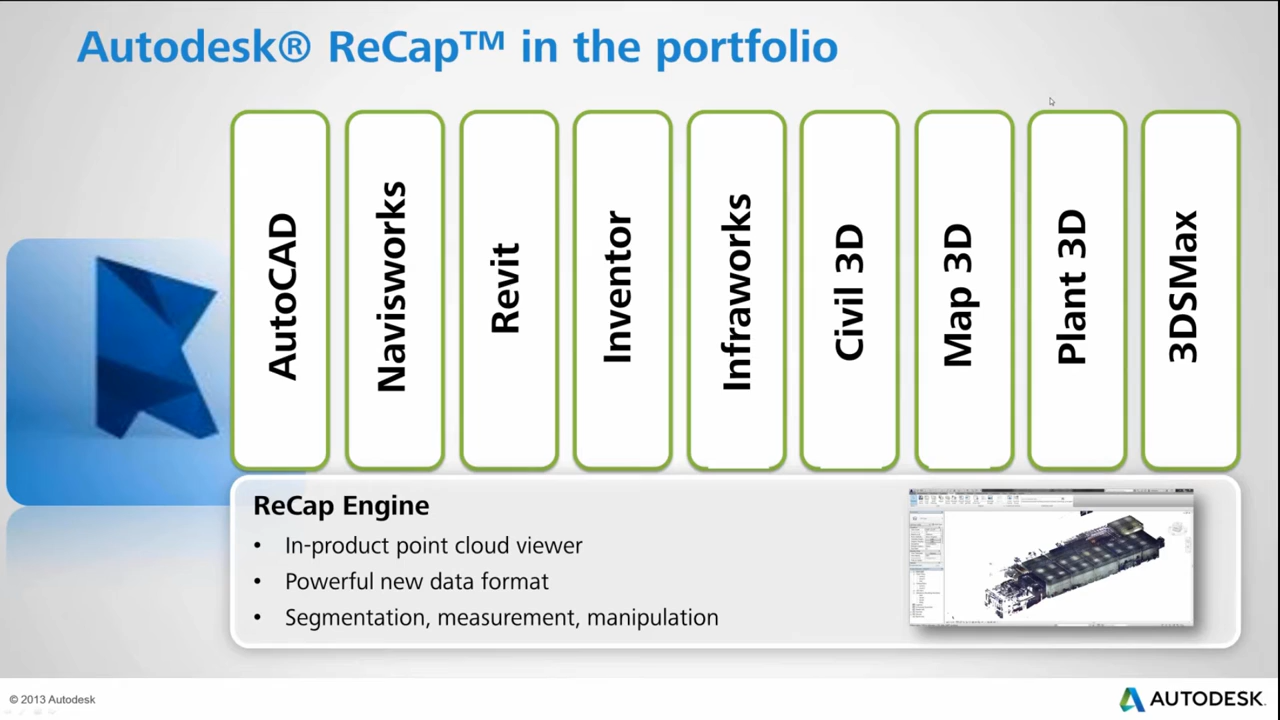 Autodesk® ReCap™ in the portfolio
AutoCAD
Navisworks
Revit
Inventor
Infraworks
Civil 3D
Map 3D
Plant 3D
3DSMax
ReCap Engine
• In-product point cloud viewer
• Powerful new data format
• Segmentation, measurement, manipulation
© 2013 Autodesk
AUTODESK.